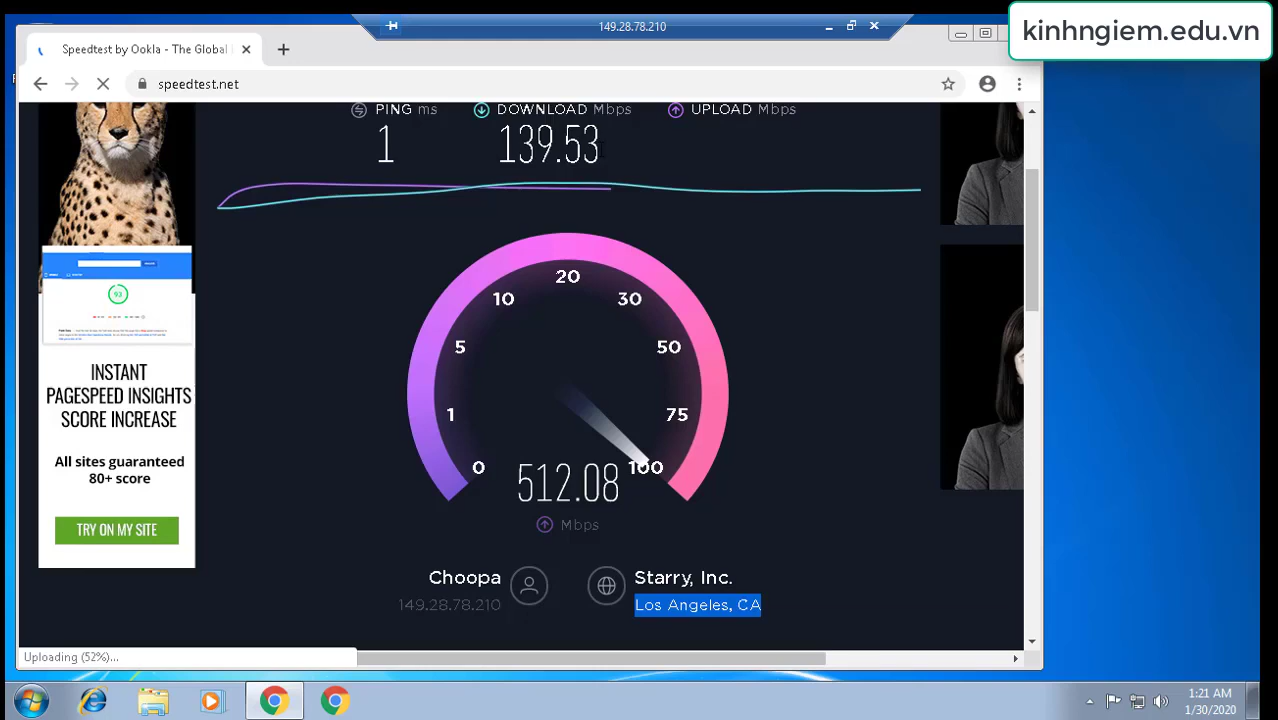 149.28.78.210
kinhngiem.edu.vn
Speedtest by Ookla - The Global
speedtest.net
PING ms
DOWNLOAD Mbps
UPLOAD Mbps
1
139.53
0
1
5
10
20
30
50
75
100
512.08
Mbps
93
INSTANT
PAGESPEED INSIGHTS
SCORE INCREASE
All sites guaranteed
80+ score
TRY ON MY SITE
Choopa
149.28.78.210
Starry, Inc.
Los Angeles, CA
Uploading (52%)...
1:21 AM
1/30/2020